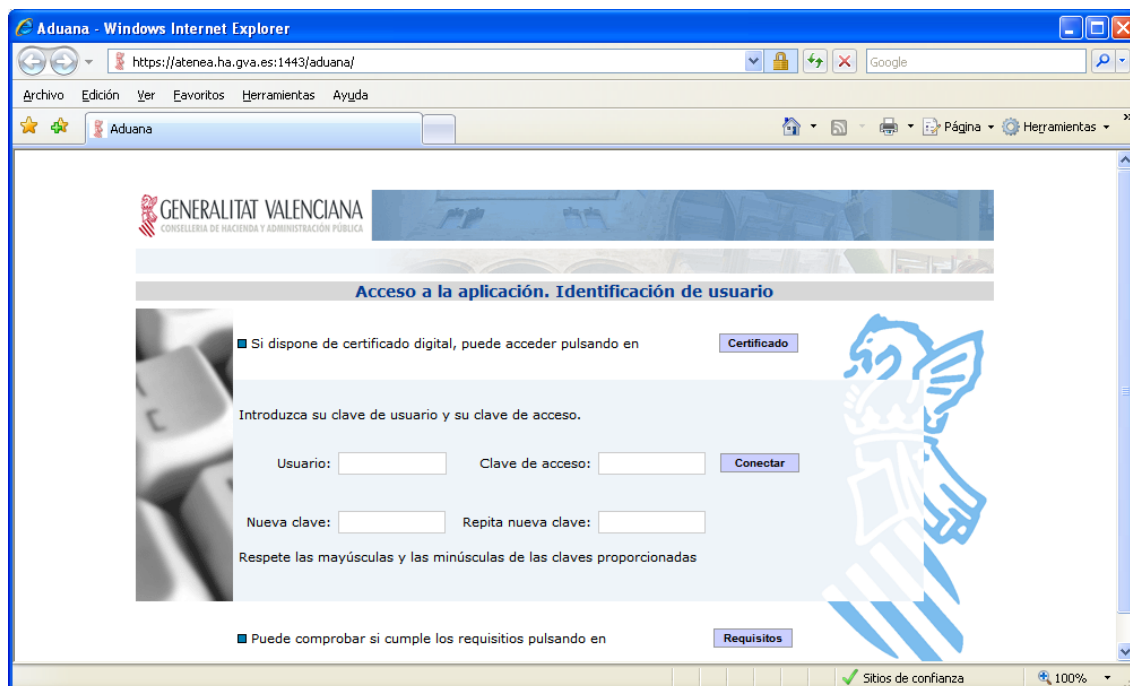 Aduana - Windows Internet Explorer
https://atenea.ha.gva.es:1443/aduana/
Google
Archivo Edición Ver Favoritos Herramientas Ayuda
Aduana
Página
Herramientas
GENERALITAT VALENCIANA
CONSELLERIA DE HACIENDA Y ADMINISTRACIÓN PÚBLICA
Acceso a la aplicación. Identificación de usuario
Si dispone de certificado digital, puede acceder pulsando en
Certificado
Introduzca su clave de usuario y su clave de acceso.
Usuario:
Clave de acceso:
Conectar
Nueva clave:
Repita nueva clave:
Respete las mayúsculas y las minúsculas de las claves proporcionadas
Puede comprobar si cumple los requisitios pulsando en
Requisitos
Sitios de confianza
100%